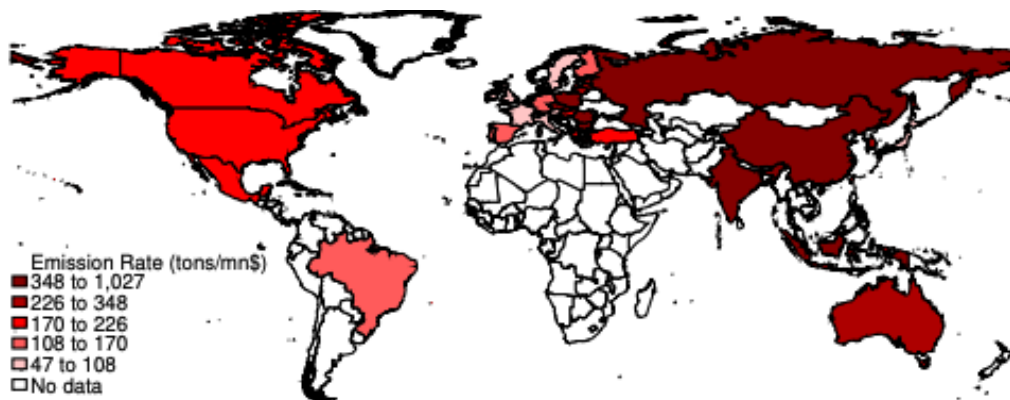 Emission Rate (tons/mn$)
348 to 1,027
226 to 348
170 to 226
108 to 170
47 to 108
No data